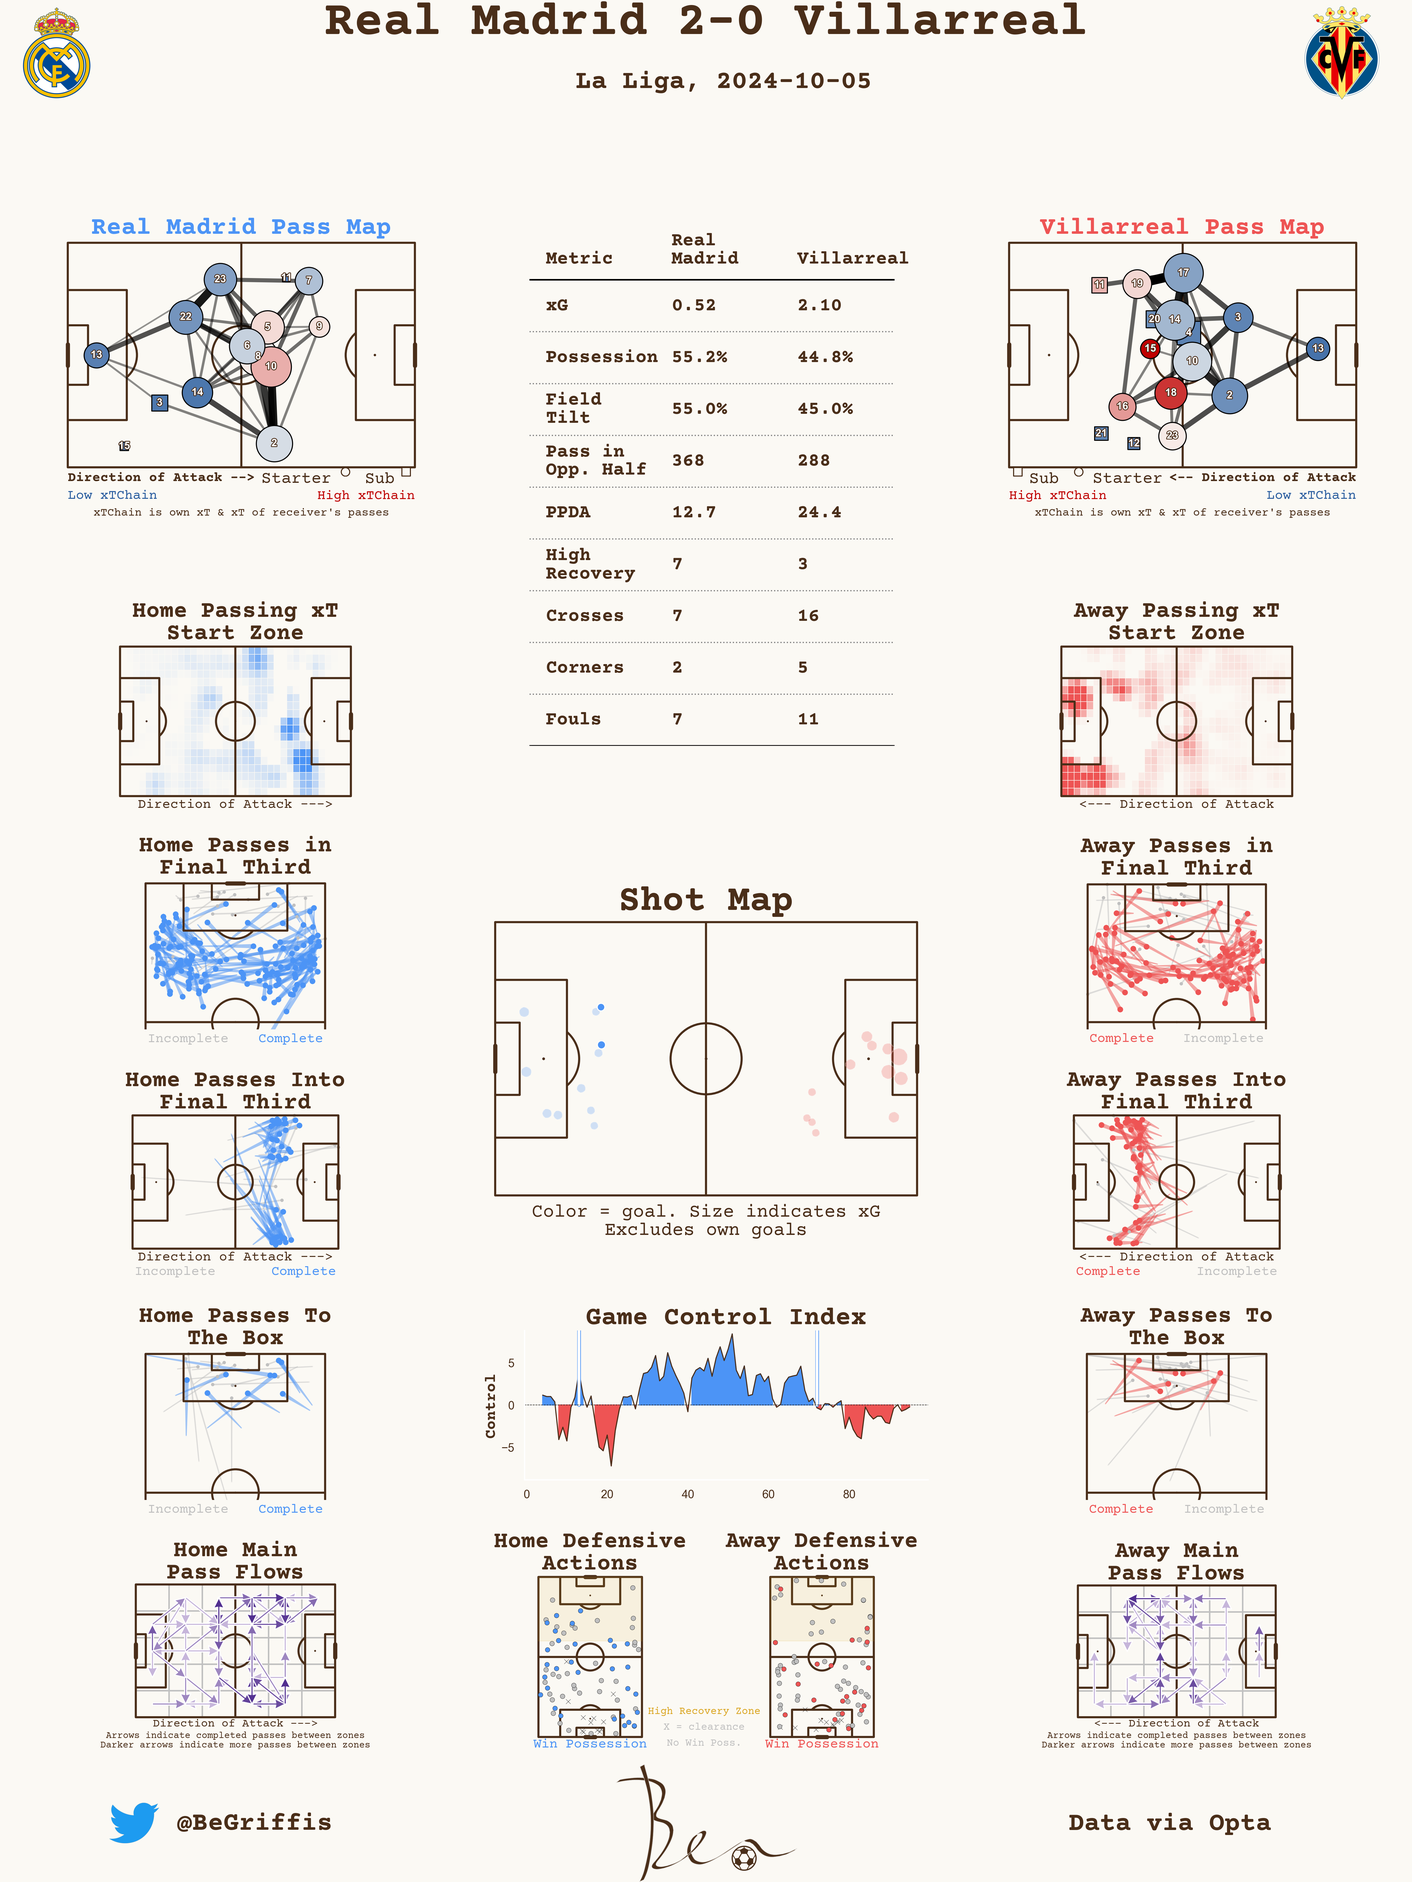 Real Madrid 2-0 Villarreal
La Liga, 2024-10-05
Real Madrid Pass Map
23
11
7
22
5
9
6
8
13
10
14
3
2
15
Direction of Attack --> Starter Sub
Low xTChain High xTChain
xTChain is own xT & xT of receiver's passes
Metric Real Madrid Villarreal
xG 0.52 2.10
Possession 55.2% 44.8%
Field Tilt 55.0% 45.0%
Pass in Opp. Half 368 288
PPDA 12.7 24.4
High Recovery 7 3
Crosses 7 16
Corners 2 5
Fouls 7 11
Villarreal Pass Map
17
11
19
20
14
3
4
15
10
13
18
2
16
21
12
23
Sub Starter <-- Direction of Attack
High xTChain Low xTChain
xTChain is own xT & xT of receiver's passes
Home Passing xT
Start Zone
Direction of Attack --->
Away Passing xT
Start Zone
<--- Direction of Attack
Home Passes in
Final Third
Incomplete Complete
Away Passes in
Final Third
Complete Incomplete
Shot Map
Color = goal. Size indicates xG
Excludes own goals
Home Passes Into
Final Third
Direction of Attack --->
Incomplete Complete
Away Passes Into
Final Third
<--- Direction of Attack
Complete Incomplete
Home Passes To
The Box
Incomplete Complete
Game Control Index
Control
5
0
−5
0 20 40 60 80
Away Passes To
The Box
Complete Incomplete
Home Main
Pass Flows
Direction of Attack --->
Arrows indicate completed passes between zones
Darker arrows indicate more passes between zones
Home Defensive
Actions
Win Possession
High Recovery Zone
X = clearance
No Win Poss.
Away Defensive
Actions
Win Possession
Away Main
Pass Flows
<--- Direction of Attack
Arrows indicate completed passes between zones
Darker arrows indicate more passes between zones
@BeGriffis
Ben
Data via Opta